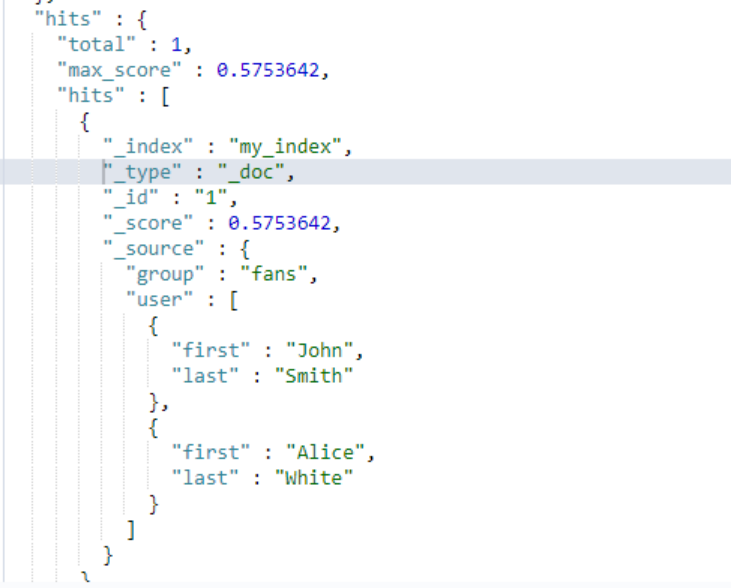 "hits" : {
"total" : 1,
"max_score" : 0.5753642,
"hits" : [
{
"_index" : "my_index",
"_type" : "_doc",
"_id" : "1",
"_score" : 0.5753642,
"_source" : {
"group" : "fans",
"user" : [
{
"first" : "John",
"last" : "Smith"
},
{
"first" : "Alice",
"last" : "White"
}
]
}
}